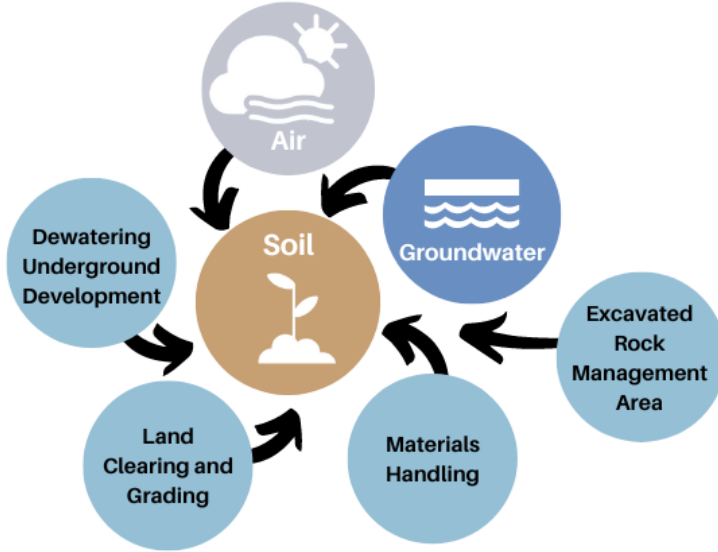 Air
Groundwater
Soil
Dewatering
Underground
Development
Excavated
Rock
Management
Area
Land
Clearing and
Grading
Materials
Handling